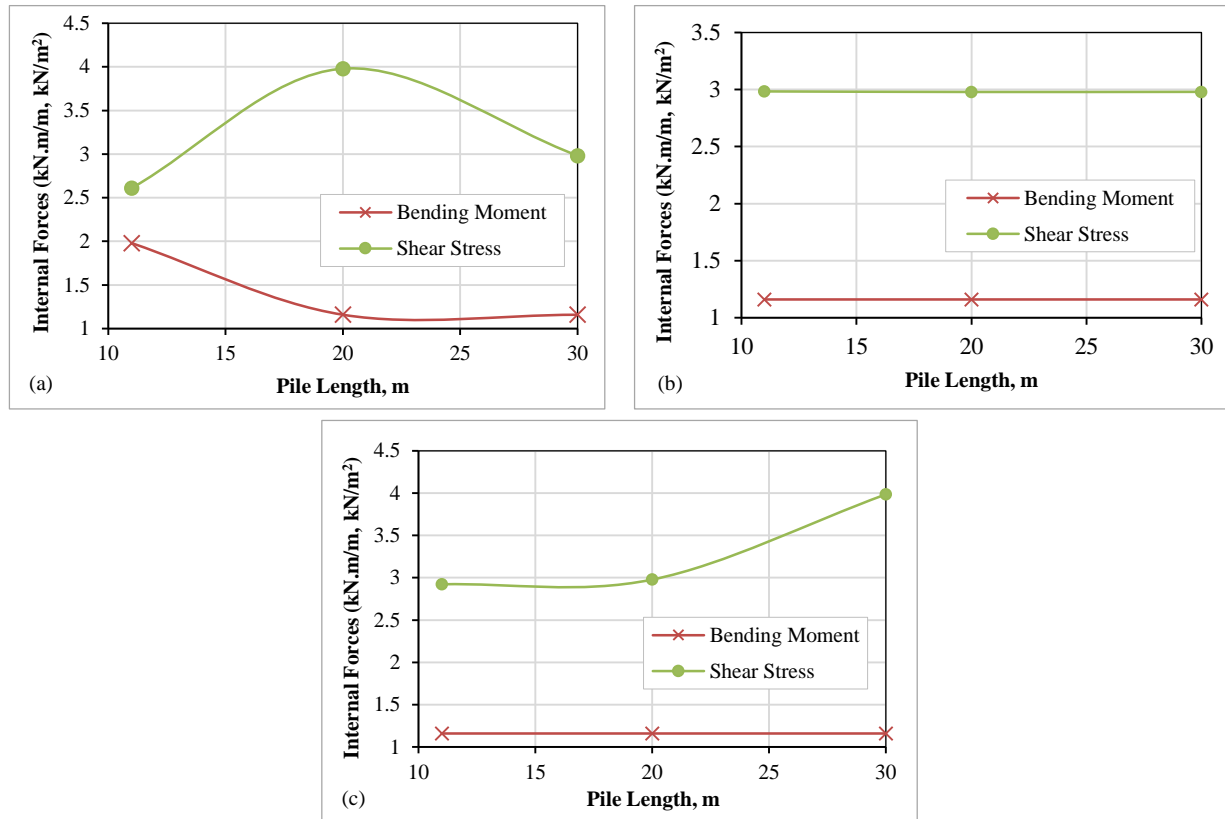 Internal Forces (kN.m/m, kN/m²)
4.5
4
3.5
3
2.5
2
1.5
1
10
15
20
25
30
Bending Moment
Shear Stress
(a)
Pile Length, m
Internal Forces (kN.m/m, kN/m²)
3.5
3
2.5
2
1.5
1
10
15
20
25
30
Bending Moment
Shear Stress
(b)
Pile Length, m
Internal Forces (kN.m/m, kN/m²)
4.5
4
3.5
3
2.5
2
1.5
1
10
15
20
25
30
Bending Moment
Shear Stress
(c)
Pile Length, m